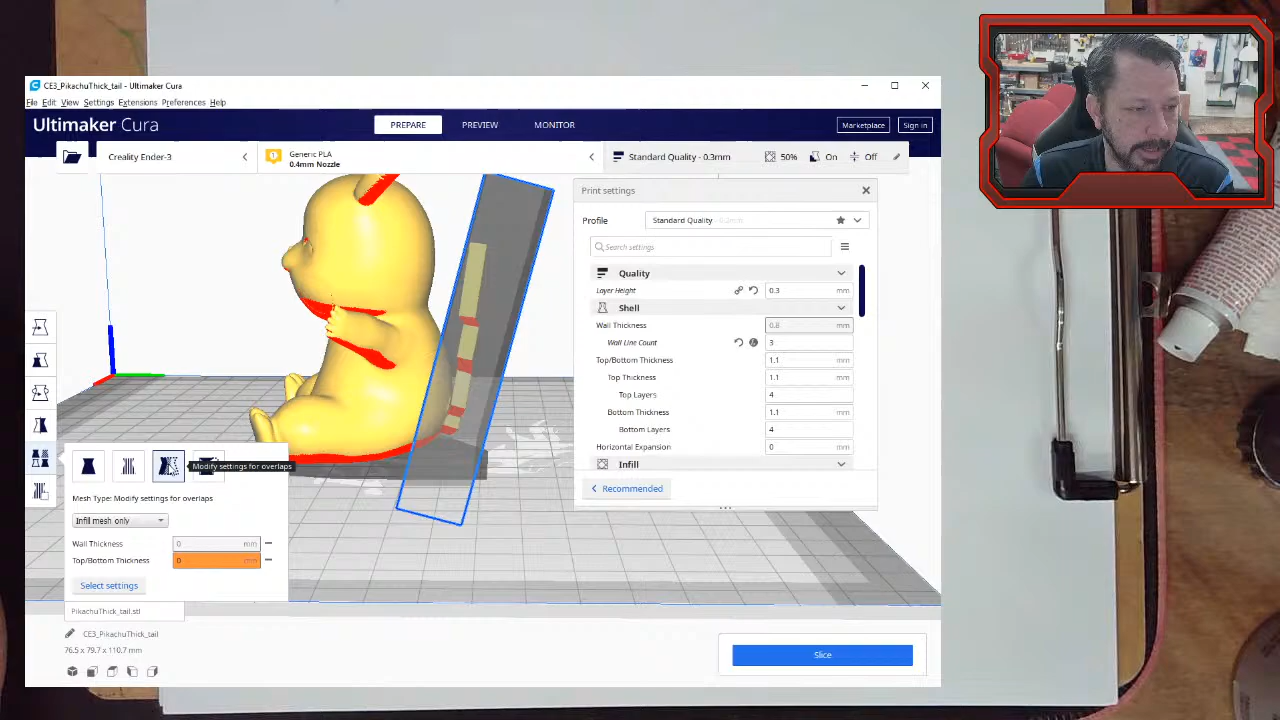 CE3_PikachuThick_tail - Ultimaker Cura
File Edit View Settings Extensions Preferences Help
Ultimaker Cura
PREPARE
PREVIEW
MONITOR
Marketplace
Sign in
Creality Ender-3
1
Generic PLA
0.4mm Nozzle
Standard Quality - 0.3mm
50%
On
Off
Print settings
Profile
Standard Quality - 0.2mm
Search settings
Quality
Layer Height
0.3 mm
Shell
Wall Thickness
0.8 mm
Wall Line Count
3
Top/Bottom Thickness
1.1 mm
Top Thickness
1.1 mm
Top Layers
4
Bottom Thickness
1.1 mm
Bottom Layers
4
Horizontal Expansion
0 mm
Infill
Recommended
Modify settings for overlaps
Mesh Type: Modify settings for overlaps
Infill mesh only
Wall Thickness
0 mm
Top/Bottom Thickness
0 mm
Select settings
PikachuThick_tail.stl
CE3_PikachuThick_tail
76.5 x 79.7 x 110.7 mm
Slice